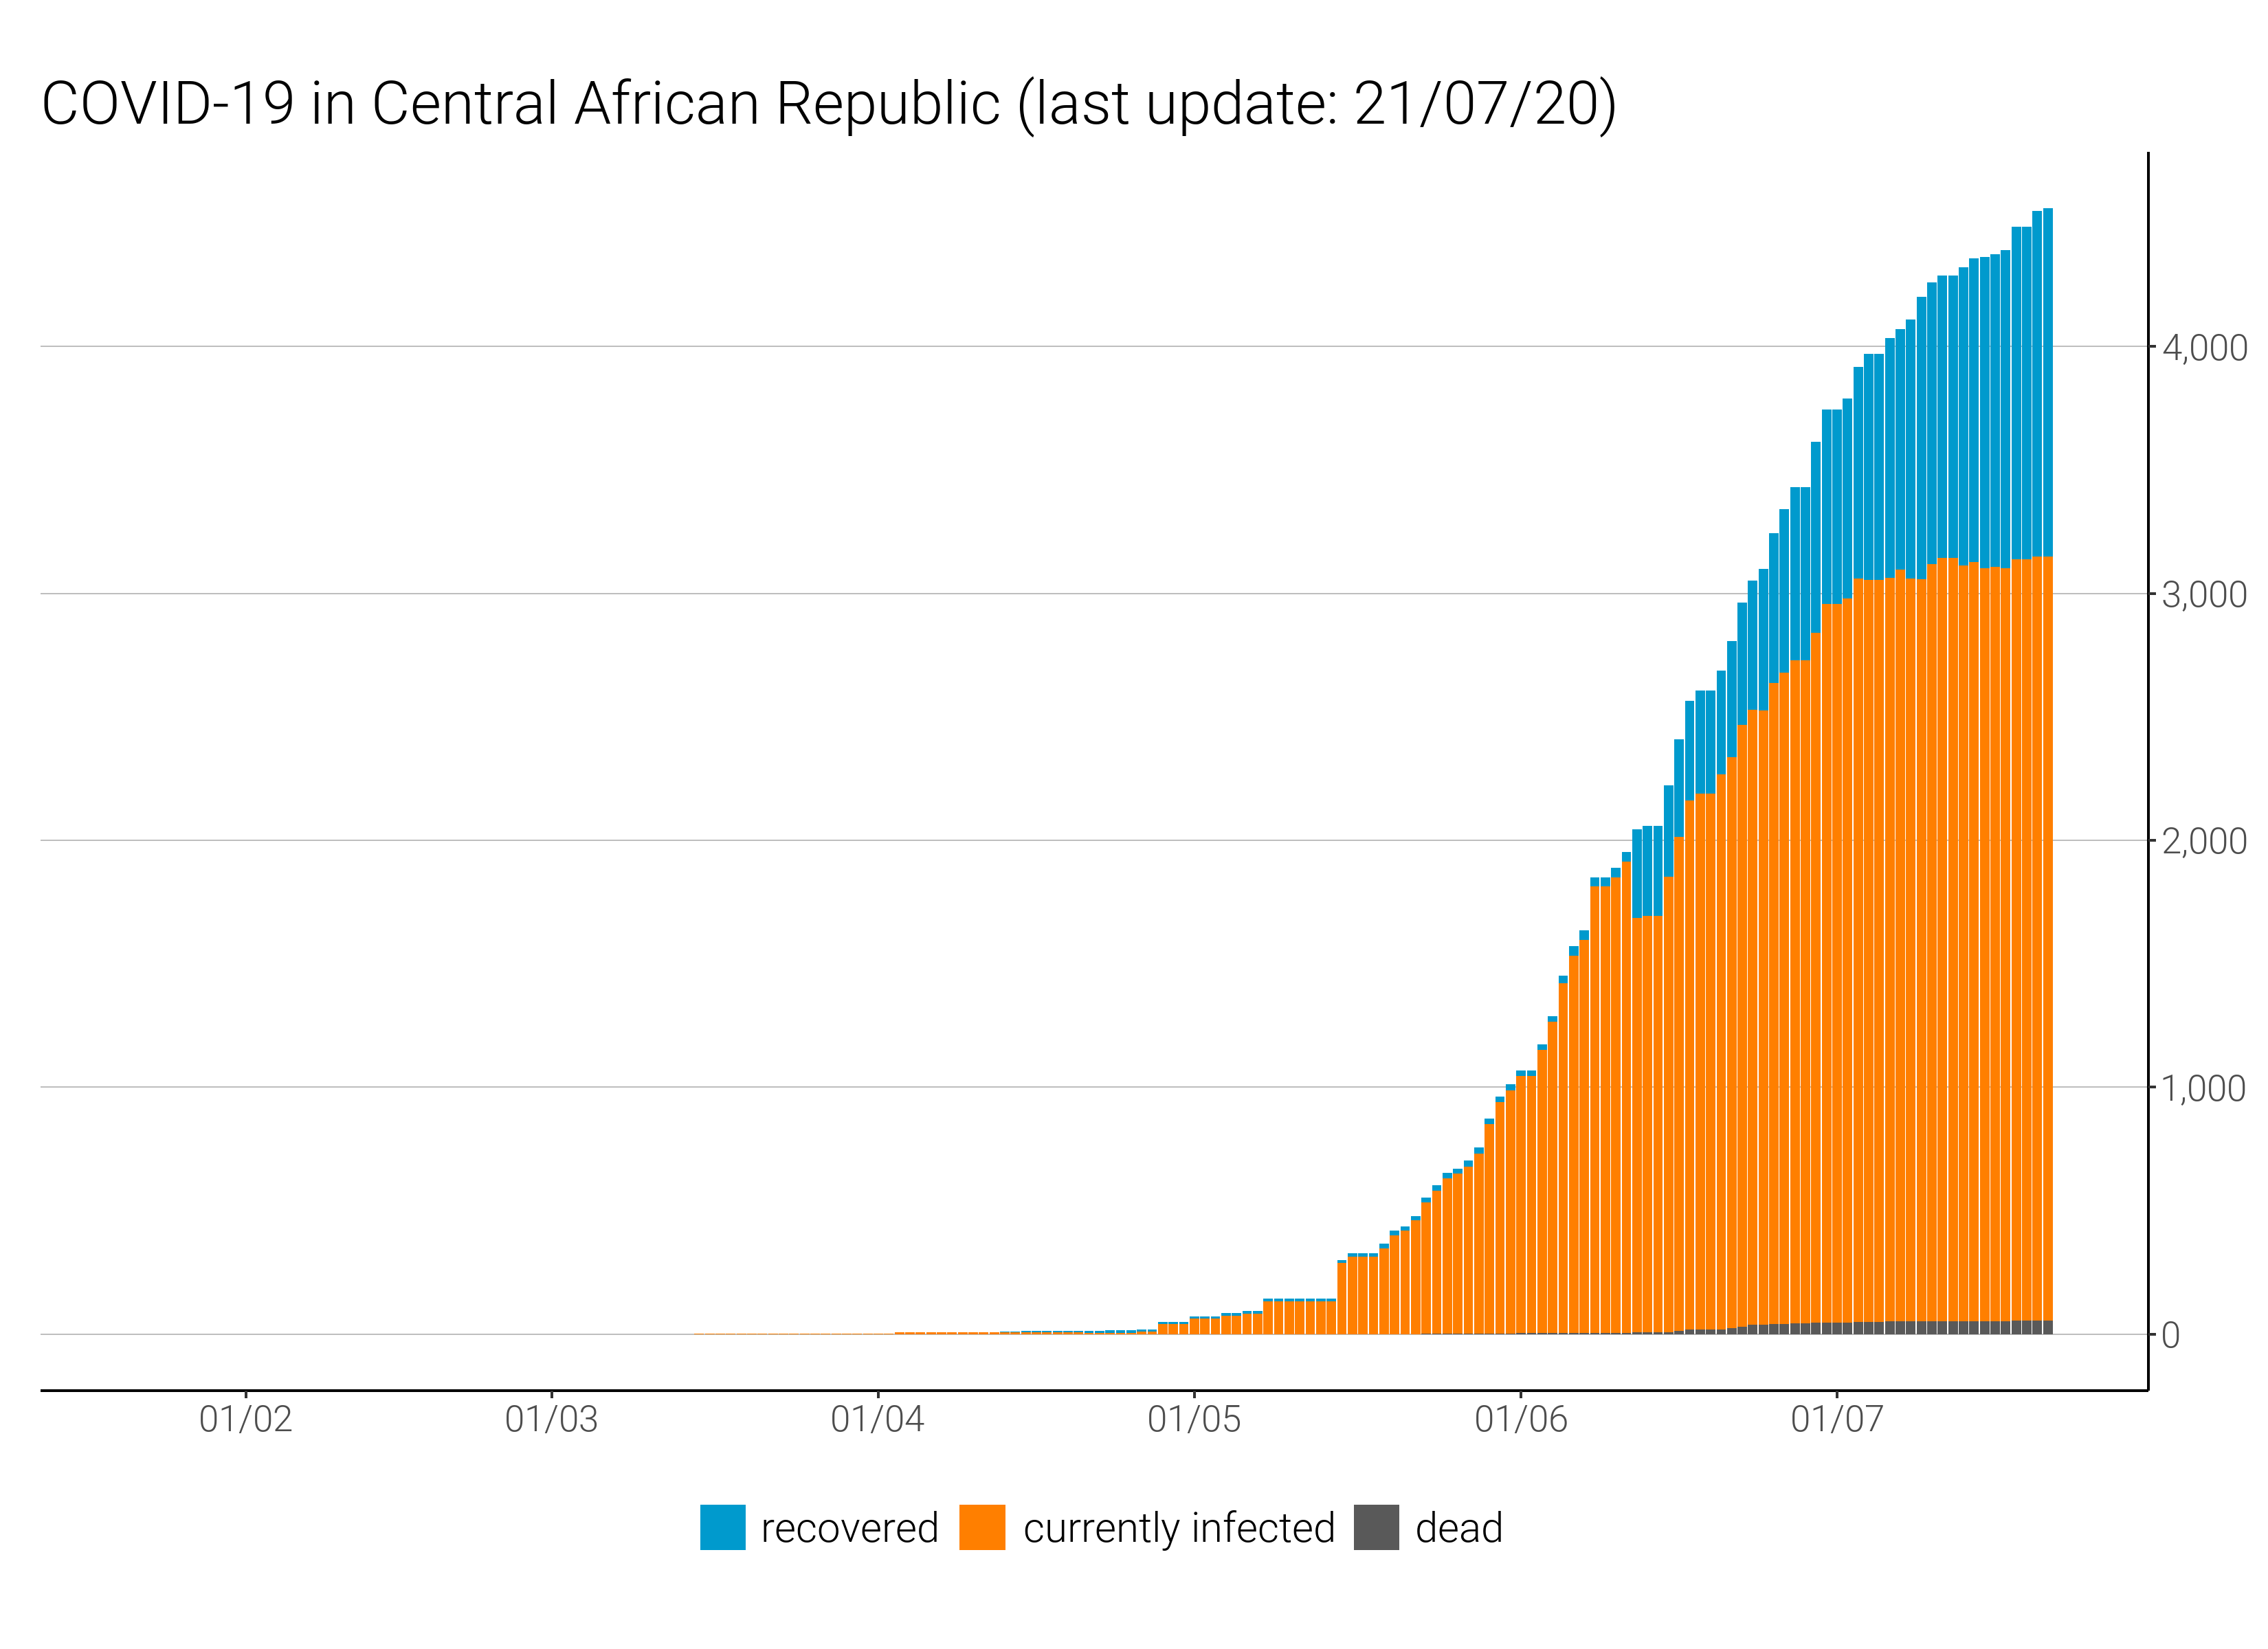 COVID-19 in Central African Republic (last update: 21/07/20)
4,000
3,000
2,000
1,000
0
01/02 01/03 01/04 01/05 01/06 01/07
recovered currently infected dead